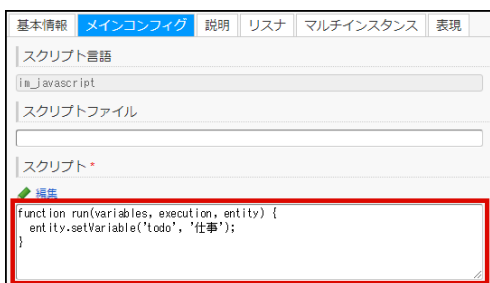 基本情報 メインコンフィグ 説明 リスナ マルチインスタンス 表現
スクリプト言語
im_javascript
スクリプトファイル
スクリプト *
編集
function run(variables, execution, entity) {
  entity.setVariable('todo', '仕事');
}